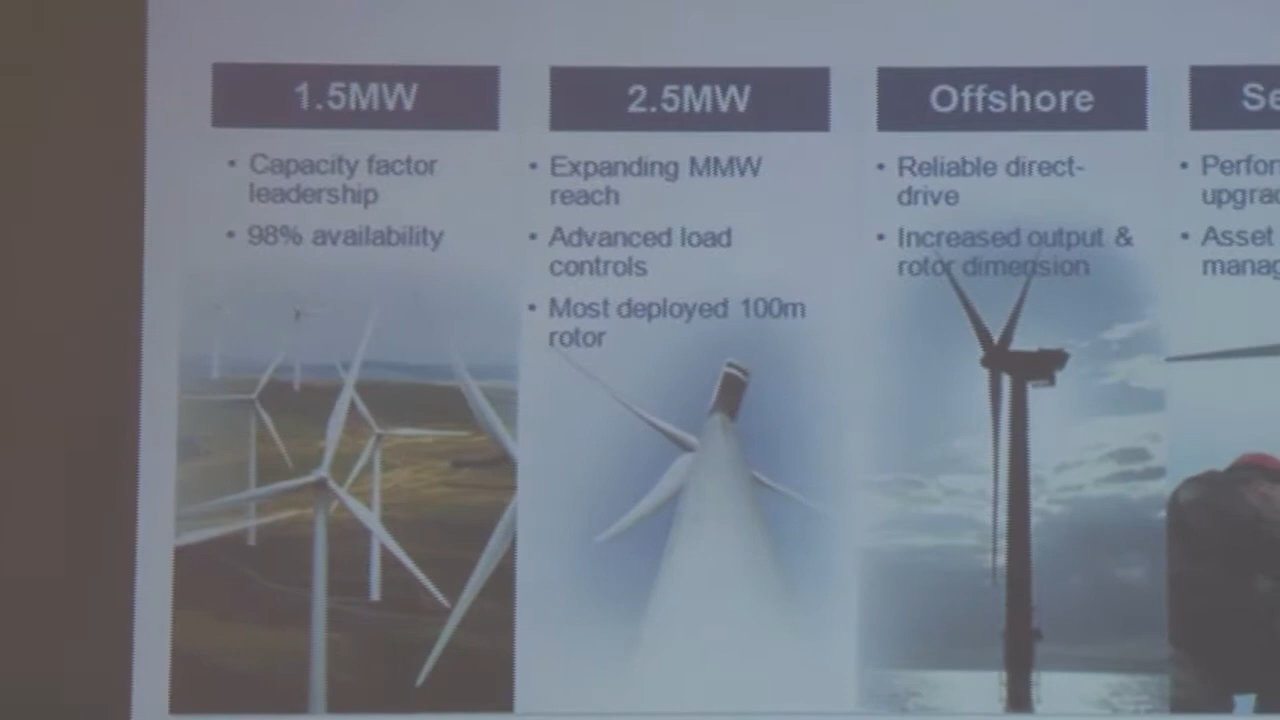 1.5MW
• Capacity factor
leadership
• 98% availability
2.5MW
• Expanding MMW
reach
• Advanced load
controls
• Most deployed 100m
rotor
Offshore
• Reliable direct-
drive
• Increased output &
rotor dimension
• Asset